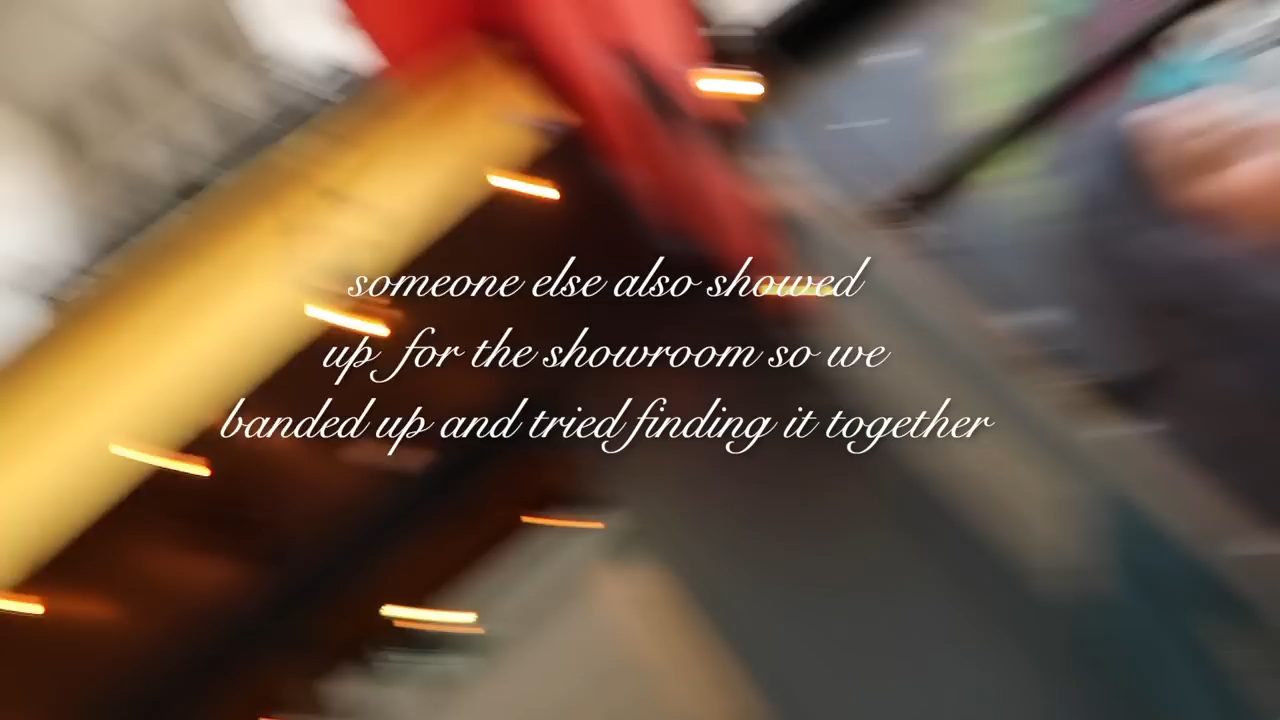 someone else also showed
up for the showroom so we
banded up and tried finding it together